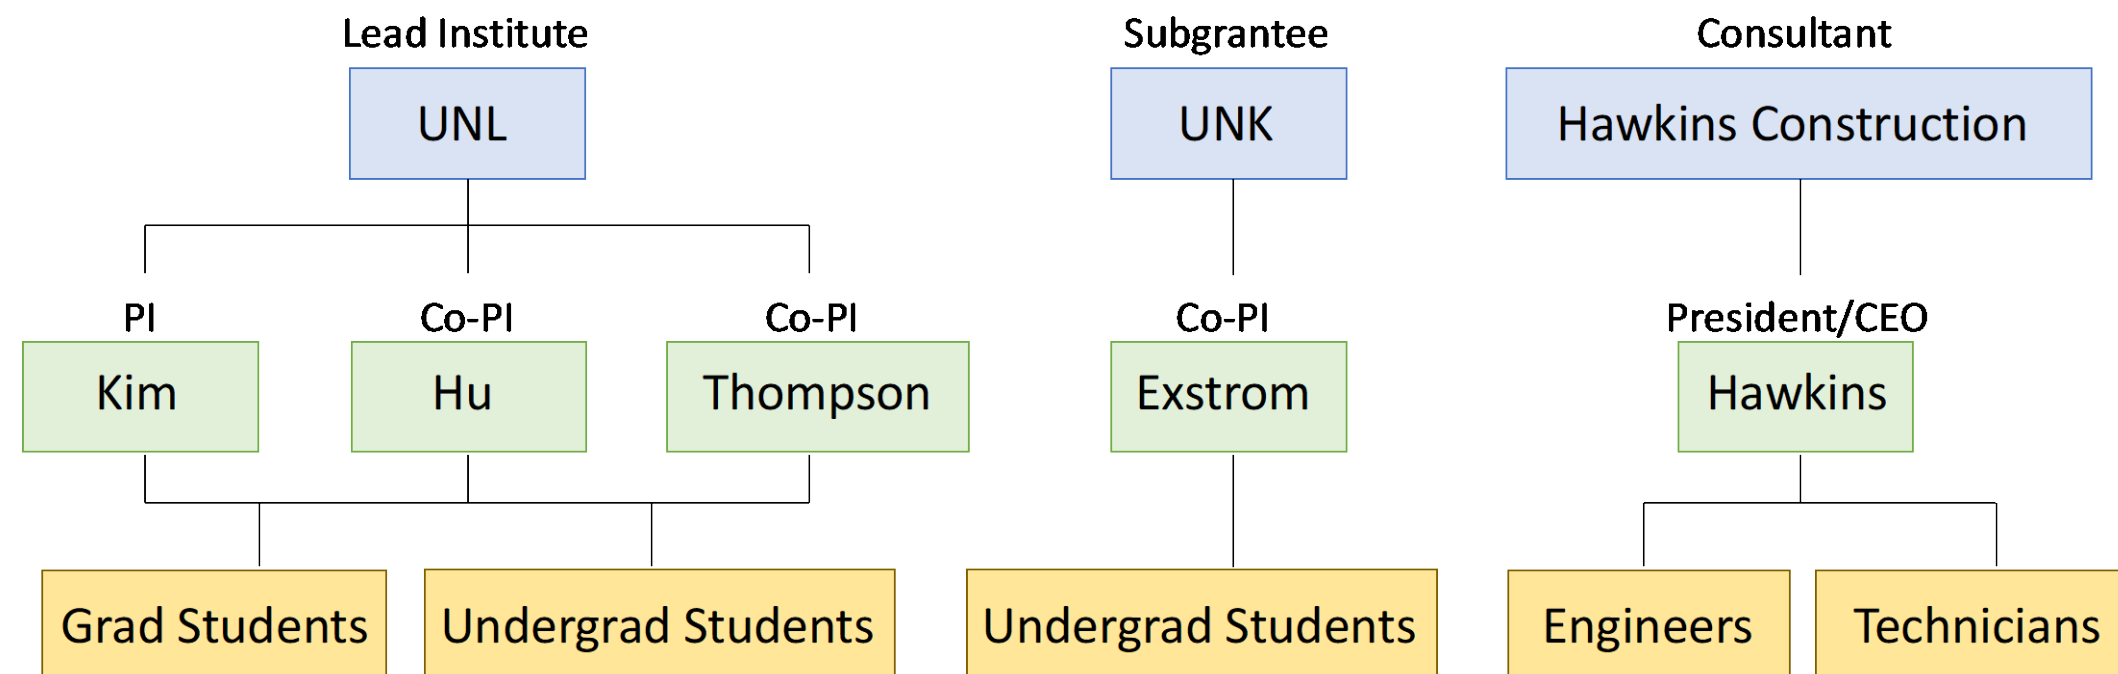 Lead Institute
Subgrantee
Consultant
UNL
UNK
Hawkins Construction
PI
Co-PI
Co-PI
Co-PI
President/CEO
Kim
Hu
Thompson
Exstrom
Hawkins
Grad Students
Undergrad Students
Undergrad Students
Engineers
Technicians